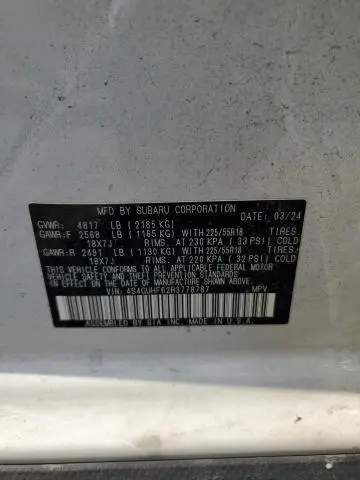 MFD BY SUBARU CORPORATION DATE: 03/24
GVWR: 4817 LB (2185 KG)
GAWR:F 2568 LB (1165 KG) WITH 225/55R18 TIRES.
18X7J RIMS. AT 230 KPA (33 PSI) COLD
GAWR:R 2491 LB (1130 KG) WITH 225/55R18 TIRES.
18X7J RIMS. AT 220 KPA (32 PSI) COLD
THIS VEHICLE CONFORMS TO ALL APPLICABLE FEDERAL MOTOR
VEHICLE SAFETY AND THEFT PREVENTION STANDARDS IN
EFFECT ON THE DATE OF MANUFACTURE SHOWN ABOVE.
VIN: 4S4GUHF62R3778787 MPV
ASSEMBLED BY SIA INC. IN U.S.A.